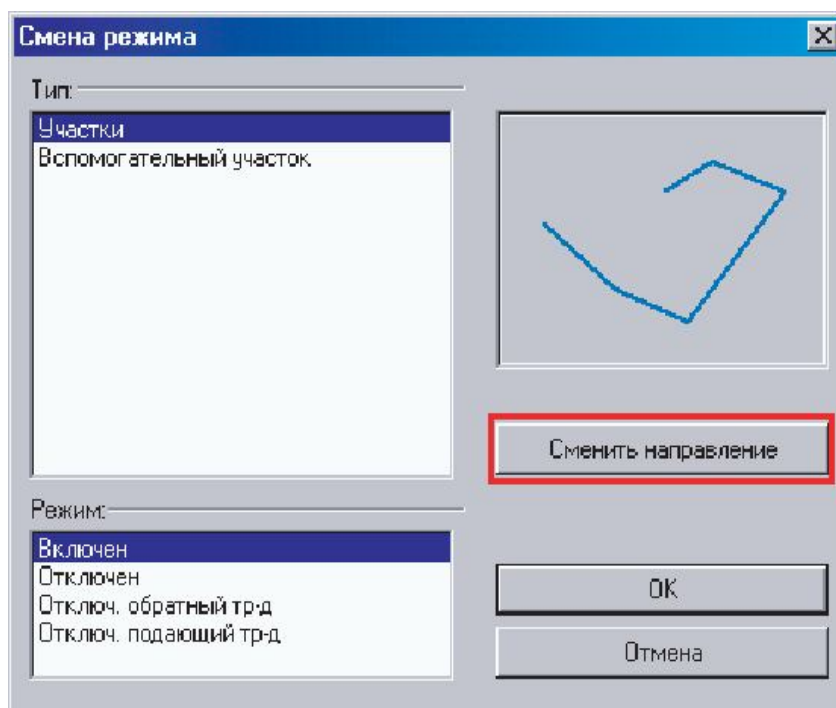 Смена режима
Тип:
Участки
Вспомогательный участок
Сменить направление
Режим:
Включен
Отключен
Отключ. обратный тр-д
Отключ. подающий тр-д
OK
Отмена